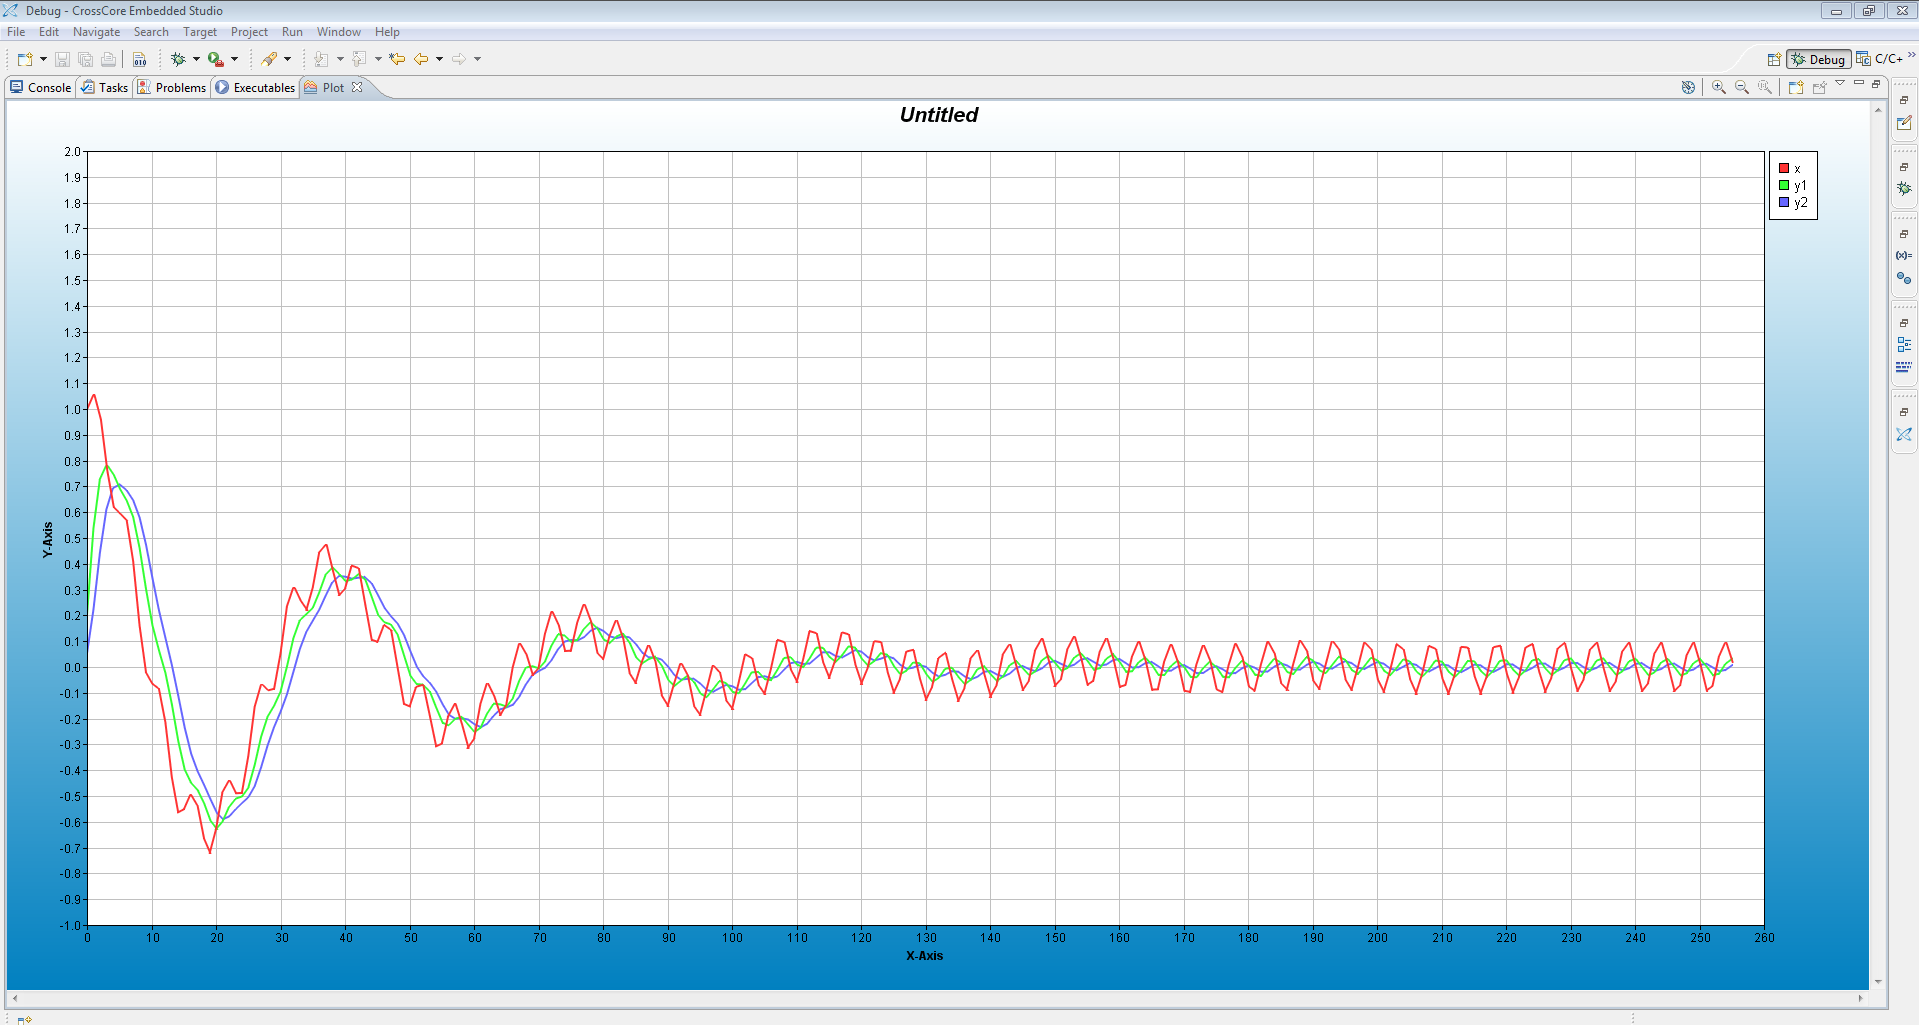 Debug - CrossCore Embedded Studio
File Edit Navigate Search Target Project Run Window Help
010
Debug C/C+ »
Console Tasks Problems Executables Plot
Untitled
2.0
1.9
1.8
1.7
1.6
1.5
1.4
1.3
1.2
1.1
1.0
0.9
0.8
0.7
0.6
0.5
0.4
0.3
0.2
0.1
0.0
-0.1
-0.2
-0.3
-0.4
-0.5
-0.6
-0.7
-0.8
-0.9
-1.0
Y-Axis
0 10 20 30 40 50 60 70 80 90 100 110 120 130 140 150 160 170 180 190 200 210 220 230 240 250 260
X-Axis
x
y1
y2
(x)=